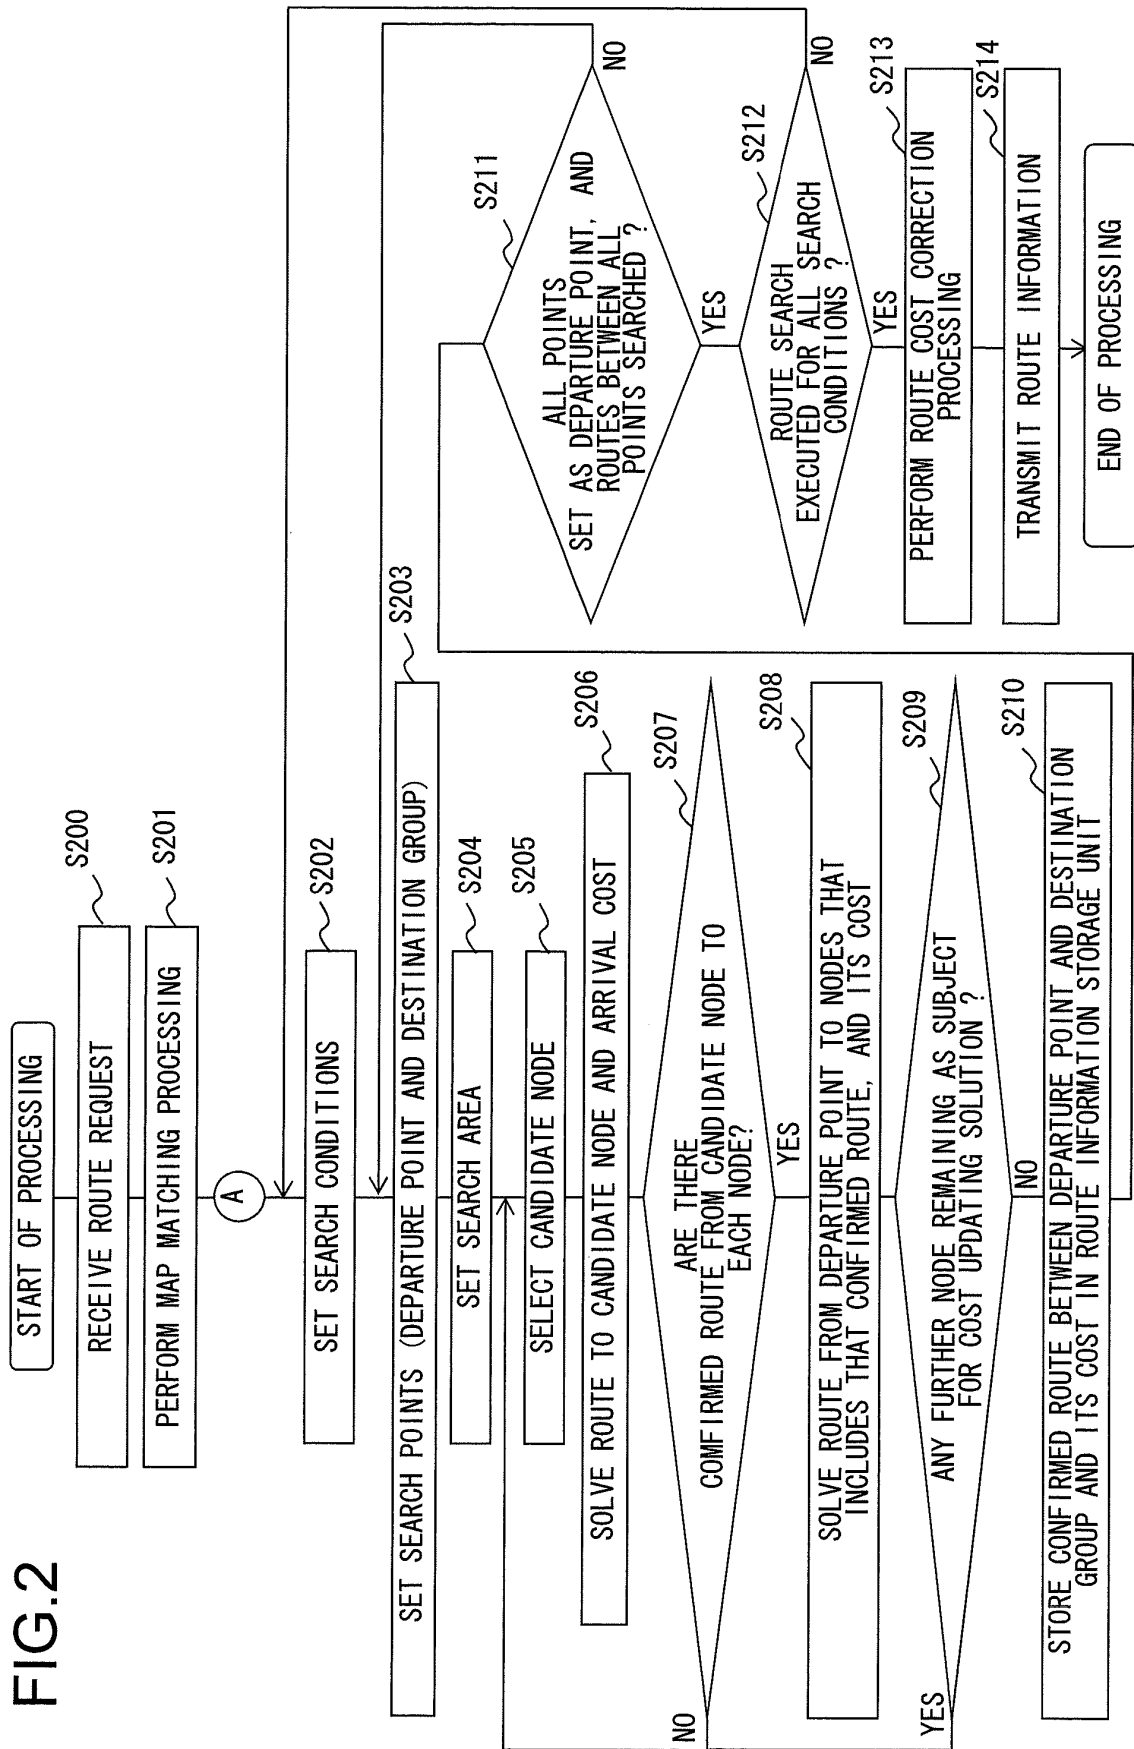 FIG.2
START OF PROCESSING
RECEIVE ROUTE REQUEST
S200
PERFORM MAP MATCHING PROCESSING
S201
A
SET SEARCH CONDITIONS
S202
SET SEARCH POINTS (DEPARTURE POINT AND DESTINATION GROUP)
S203
SET SEARCH AREA
S204
SELECT CANDIDATE NODE
S205
SOLVE ROUTE TO CANDIDATE NODE AND ARRIVAL COST
S206
ARE THERE
COMFIRMED ROUTE FROM CANDIDATE NODE TO
EACH NODE?
S207
NO
YES
SOLVE ROUTE FROM DEPARTURE POINT TO NODES THAT
INCLUDES THAT CONFIRMED ROUTE, AND ITS COST
S208
ANY FURTHER NODE REMAINING AS SUBJECT
FOR COST UPDATING SOLUTION ?
S209
YES
NO
STORE CONFIRMED ROUTE BETWEEN DEPARTURE POINT AND DESTINATION
GROUP AND ITS COST IN ROUTE INFORMATION STORAGE UNIT
S210
ALL POINTS
SET AS DEPARTURE POINT, AND
ROUTES BETWEEN ALL
POINTS SEARCHED ?
S211
NO
YES
ROUTE SEARCH
EXECUTED FOR ALL SEARCH
CONDITIONS ?
S212
NO
YES
PERFORM ROUTE COST CORRECTION
PROCESSING
S213
TRANSMIT ROUTE INFORMATION
S214
END OF PROCESSING